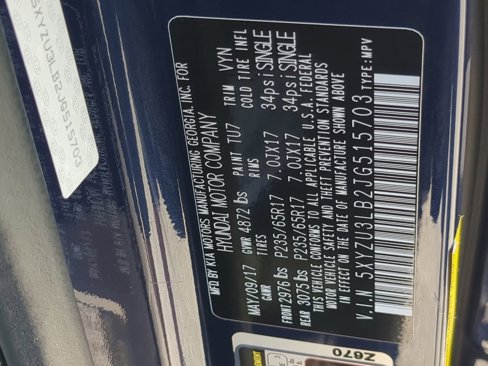 5XYZU3LB2JG515703
MFD BY KIA MOTORS MANUFACTURING GEORGIA, INC. FOR
HYUNDAI MOTOR COMPANY
MAY/09/17 GVWR 4872 lbs PAINT TU7 TRIM VYN
GAWR TIRES RIMS COLD TIRE INFL
FRONT 2976 lbs P235/65R17 7.0JX17 34psi SINGLE
REAR 3075 lbs P235/65R17 7.0JX17 34psi SINGLE
THIS VEHICLE CONFORMS TO ALL APPLICABLE U.S.A. FEDERAL
MOTOR VEHICLE SAFETY AND THEFT PREVENTION STANDARDS
IN EFFECT ON THE DATE OF MANUFACTURE SHOWN ABOVE
V.I.N. 5XYZU3LB2JG515703 TYPE:MPV
Z670